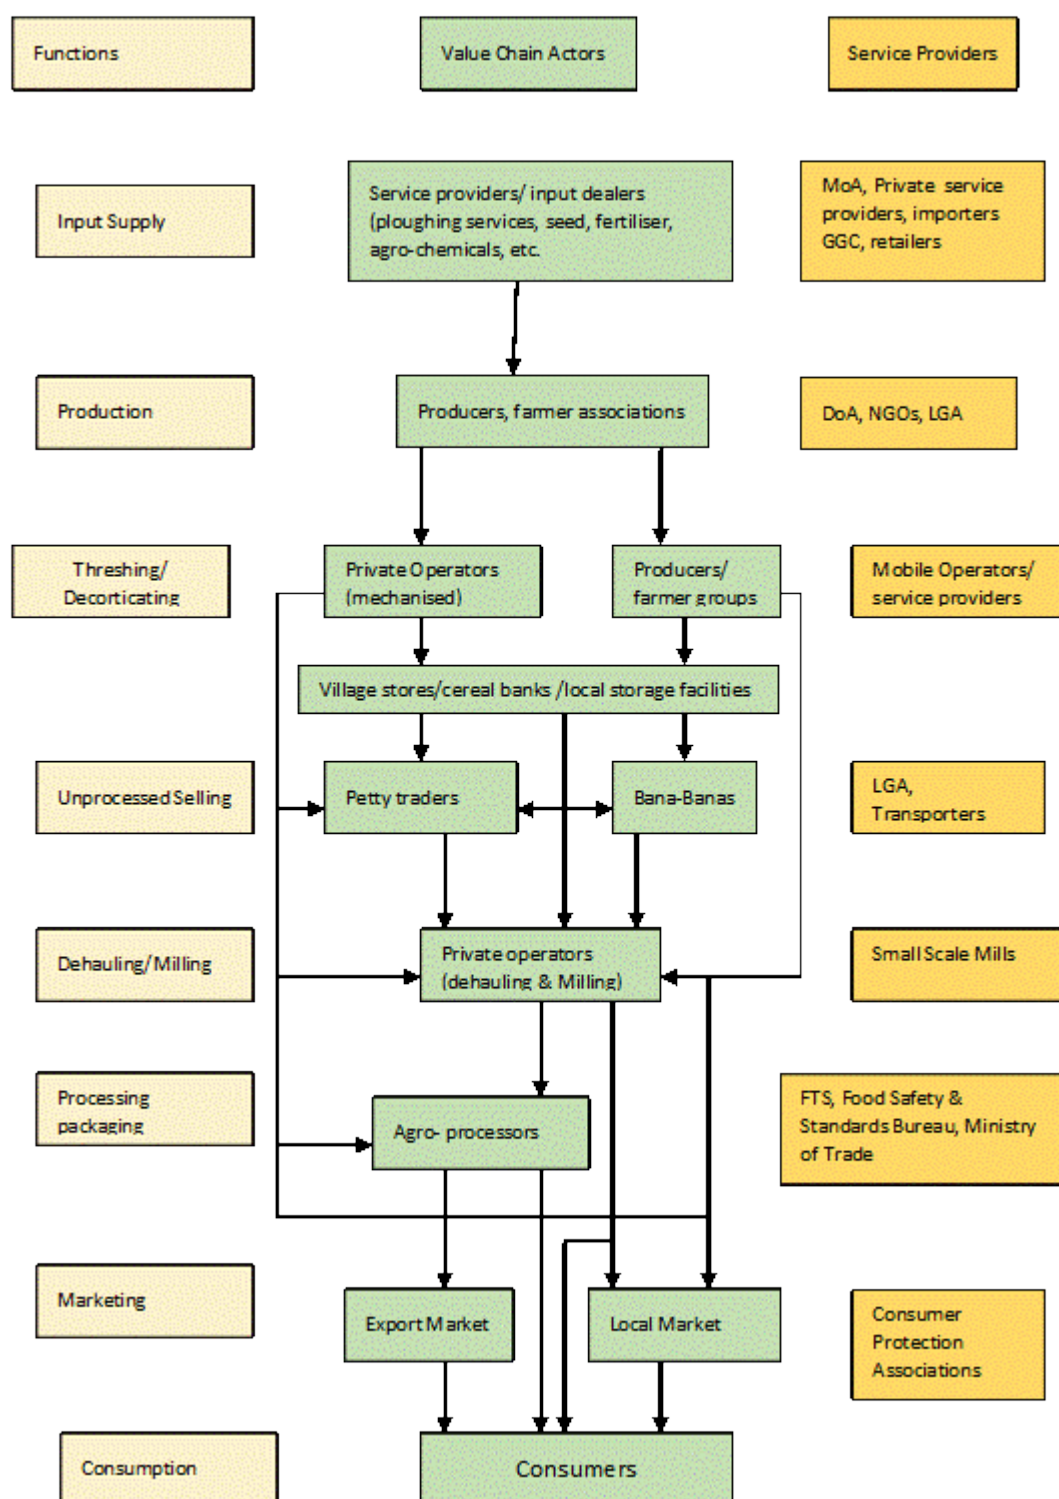 Functions
Value Chain Actors
Service Providers
Input Supply
Service providers/ input dealers
(ploughing services, seed, fertiliser,
agro-chemicals, etc.
MoA, Private service
providers, importers
GGC, retailers
Production
Producers, farmer associations
DoA, NGOs, LGA
Threshing/
Decorticating
Private Operators
(mechanised)
Producers/
farmer groups
Mobile Operators/
service providers
Village stores/cereal banks /local storage facilities
Unprocessed Selling
Petty traders
Bana-Banas
LGA,
Transporters
Dehauling/Milling
Private operators
(dehauling & Milling)
Small Scale Mills
Processing
packaging
Agro- processors
FTS, Food Safety &
Standards Bureau, Ministry
of Trade
Marketing
Export Market
Local Market
Consumer
Protection
Associations
Consumption
Consumers